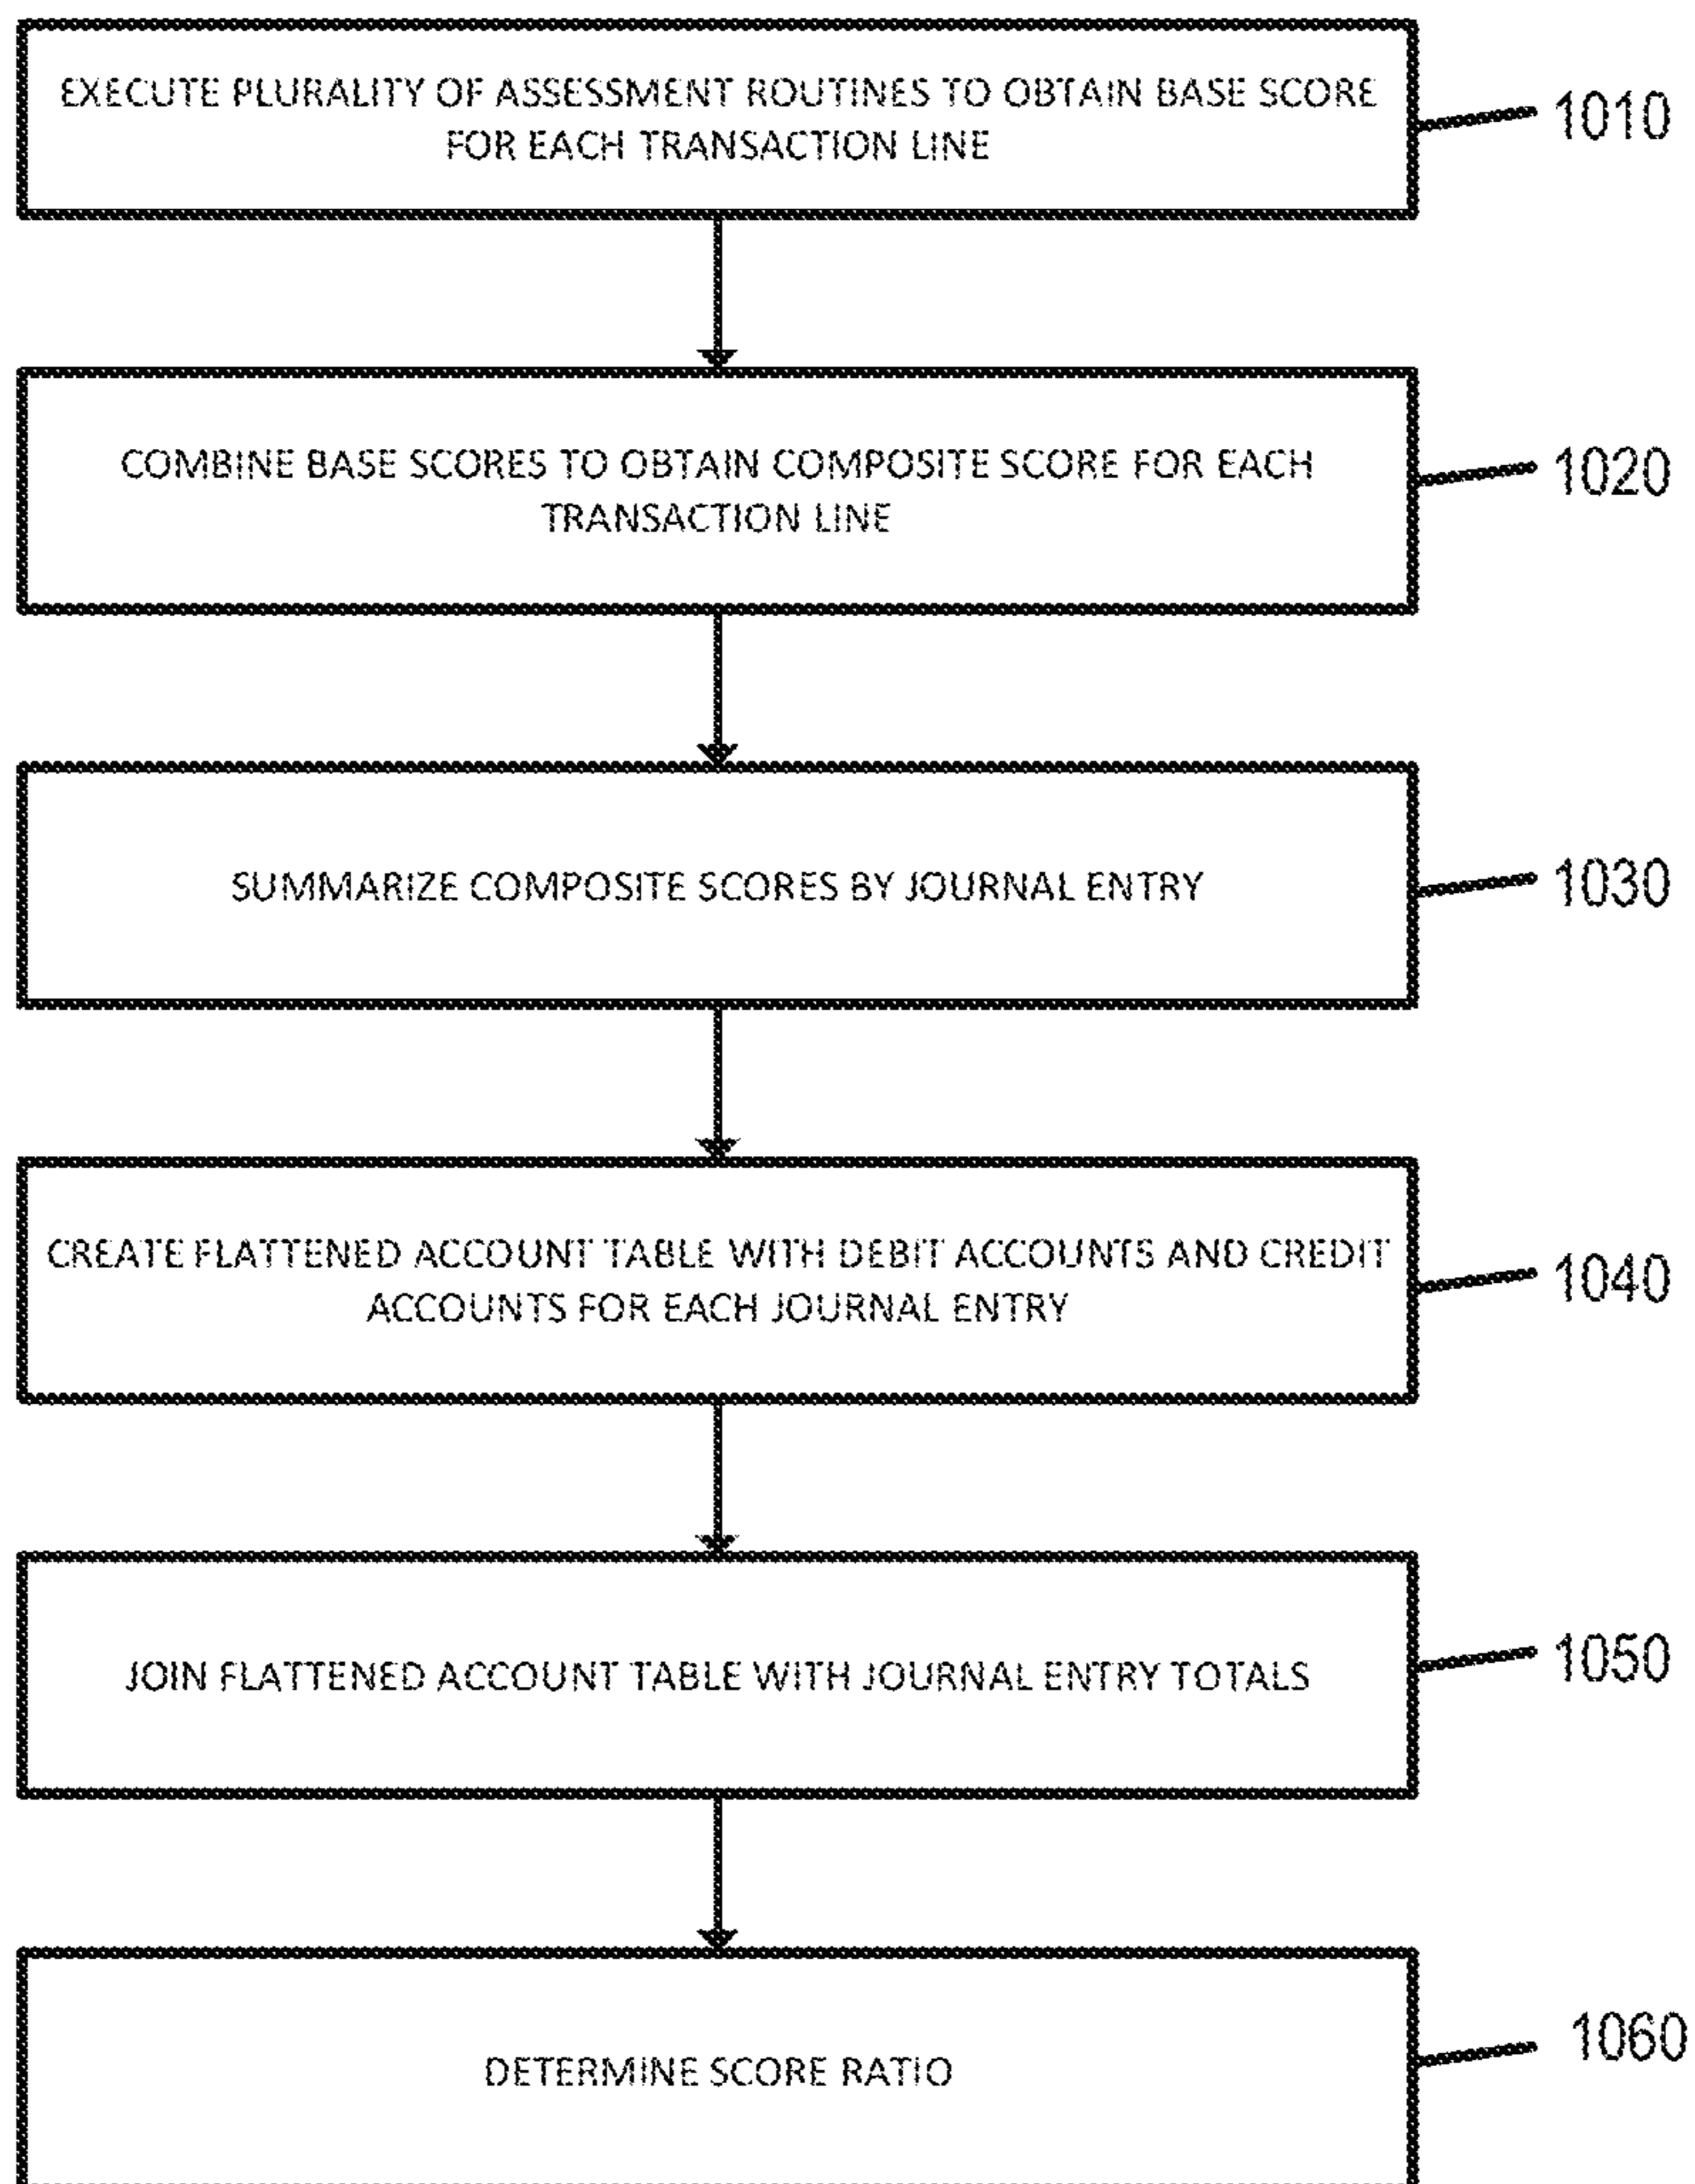 EXECUTE PLURALITY OF ASSESSMENT ROUTINES TO OBTAIN BASE SCORE
FOR EACH TRANSACTION LINE
1010
COMBINE BASE SCORES TO OBTAIN COMPOSITE SCORE FOR EACH
TRANSACTION LINE
1020
SUMMARIZE COMPOSITE SCORES BY JOURNAL ENTRY
1030
CREATE FLATTENED ACCOUNT TABLE WITH DEBIT ACCOUNTS AND CREDIT
ACCOUNTS FOR EACH JOURNAL ENTRY
1040
JOIN FLATTENED ACCOUNT TABLE WITH JOURNAL ENTRY TOTALS
1050
DETERMINE SCORE RATIO
1060